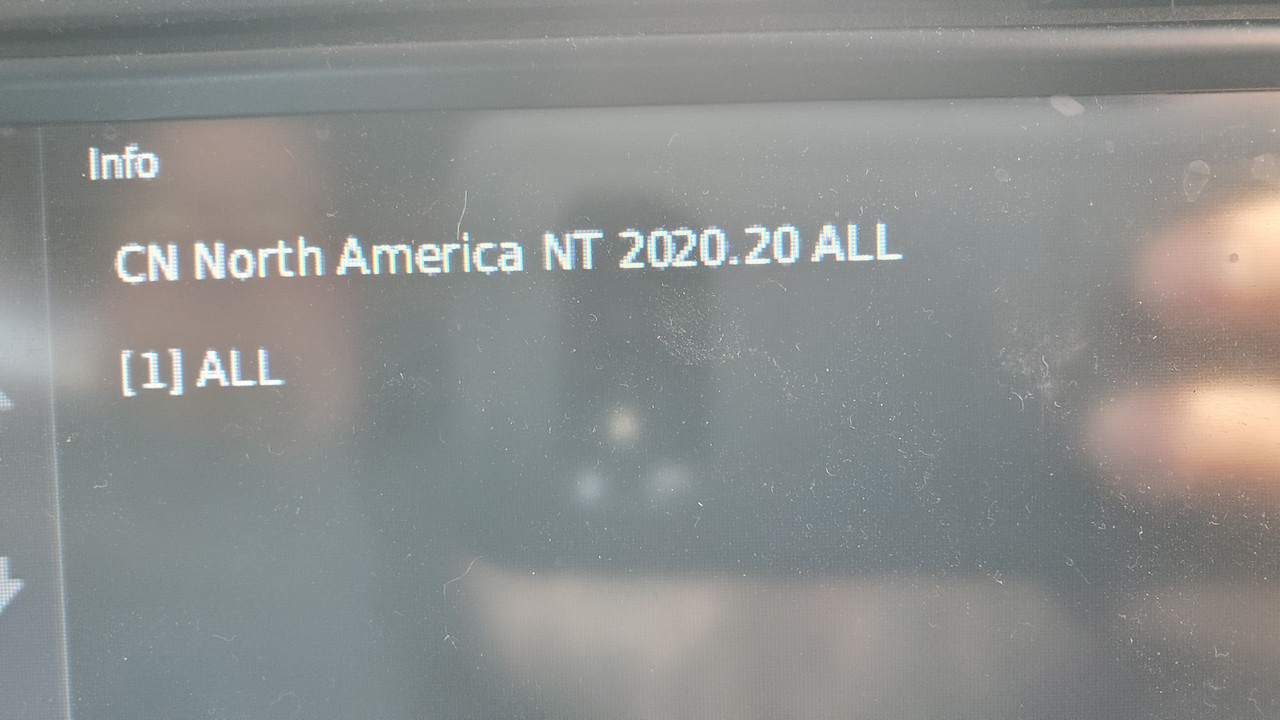 Info
CN North America NT 2020.20 ALL
[1] ALL